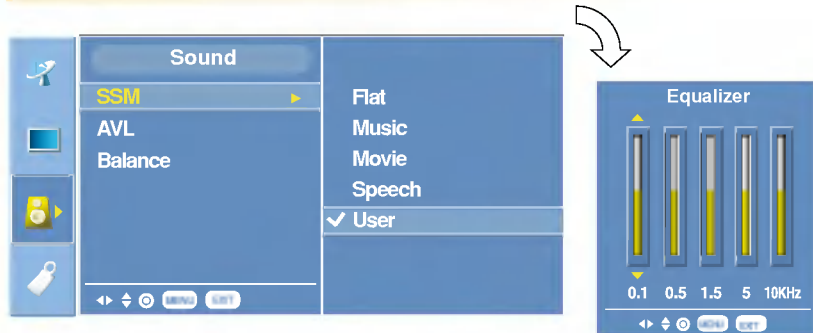 Sound
SSM
AVL
Balance
Flat
Music
Movie
Speech
User
MENU EXIT
Equalizer
0.1 0.5 1.5 5 10KHz
MENU EXIT